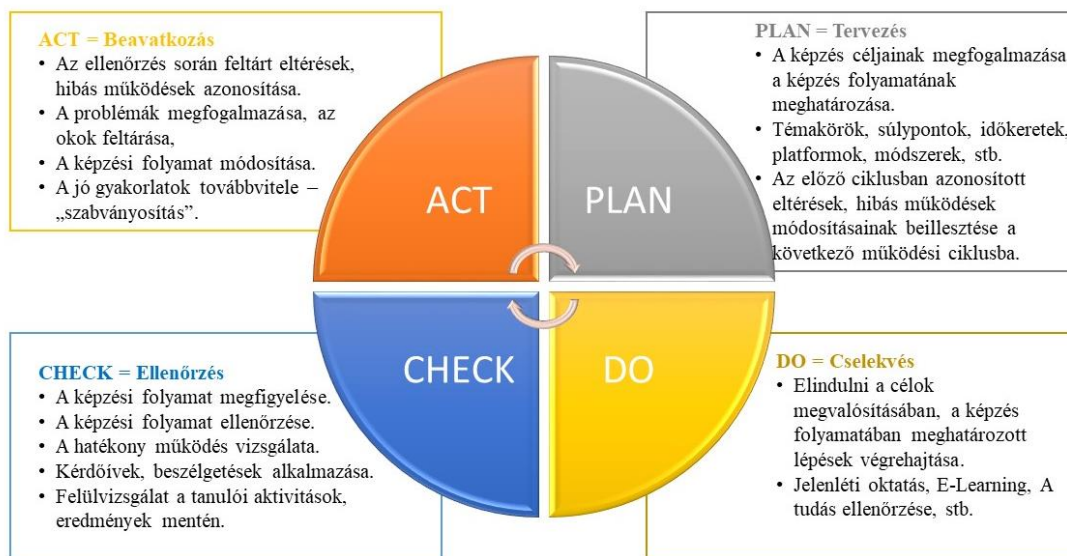 ACT = Beavatkozás
• Az ellenőrzés során feltárt eltérések,
hibás működések azonosítása.
• A problémák megfogalmazása, az
okok feltárása,
• A képzési folyamat módosítása.
• A jó gyakorlatok továbbvitele –
„szabványosítás”.
PLAN = Tervezés
• A képzés céljainak megfogalmazása
a képzés folyamatának
meghatározása.
• Témakörök, súlypontok, időkeretek,
platformok, módszerek, stb.
• Az előző ciklusban azonosított
eltérések, hibás működések
módosításainak beillesztése a
következő működési ciklusba.
ACT
PLAN
CHECK
DO
CHECK = Ellenőrzés
• A képzési folyamat megfigyelése.
• A képzési folyamat ellenőrzése.
• A hatékony működés vizsgálata.
• Kérdőívek, beszélgetések alkalmazása.
• Felülvizsgálat a tanulói aktivitások,
eredmények mentén.
DO = Cselekvés
• Elindulni a célok
megvalósításában, a képzés
folyamatában meghatározott
lépések végrehajtása.
• Jelenléti oktatás, E-Learning, A
tudás ellenőrzése, stb.